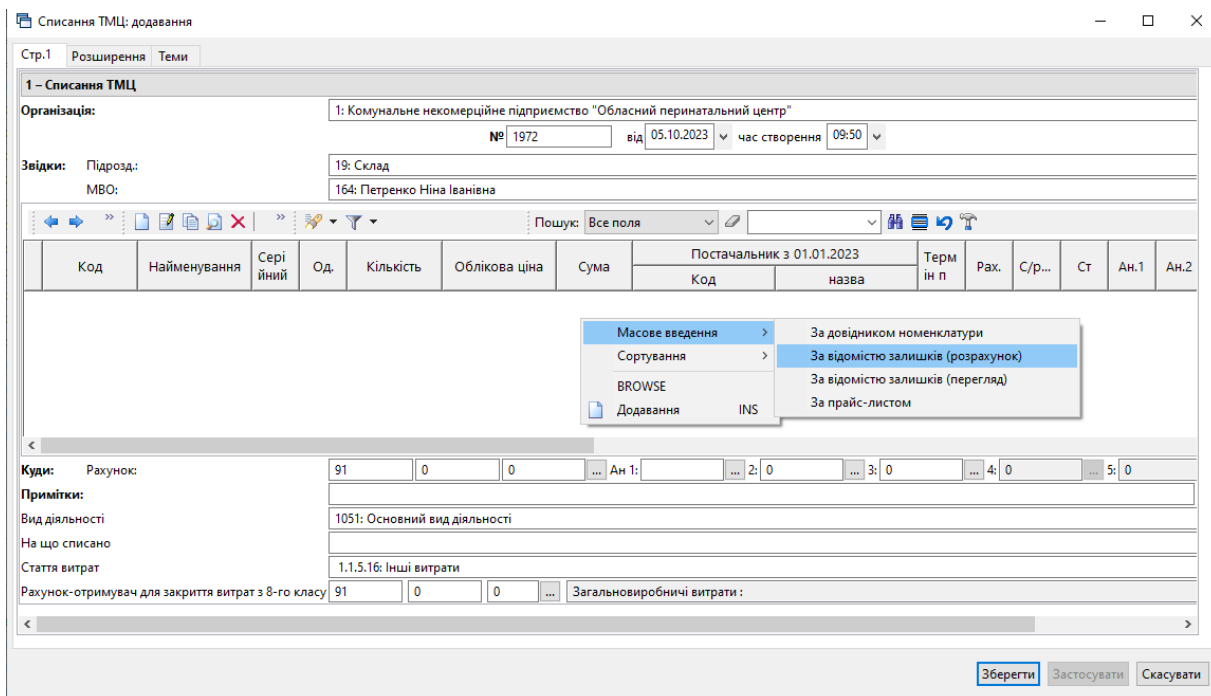 Списання ТМЦ: додавання
Стр.1 Розширення Теми
1 – Списання ТМЦ
Організація: 1: Комунальне некомерційне підприємство "Обласний перинатальний центр"
№ 1972 від 05.10.2023 час створення 09:50
Звідки: Підрозд.: 19: Склад
МВО: 164: Петренко Ніна Іванівна
Пошук: Все поля
Код Найменування Сері йний Од. Кількість Облікова ціна Сума Постачальник з 01.01.2023 Код назва Терм ін п Рах. С/р... Ст Ан.1 Ан.2
Масове введення За довідником номенклатури
Сортування За відомістю залишків (розрахунок)
BROWSE За відомістю залишків (перегляд)
Додавання INS За прайс-листом
Куди: Рахунок: 91 0 0 ... Ан 1: ... 2: 0 ... 3: 0 ... 4: 0 ... 5: 0
Примітки:
Вид діяльності 1051: Основний вид діяльності
На що списано
Стаття витрат 1.1.5.16: Інші витрати
Рахунок-отримувач для закриття витрат з 8-го класу 91 0 0 ... Загальновиробничі витрати :
Зберегти Застосувати Скасувати